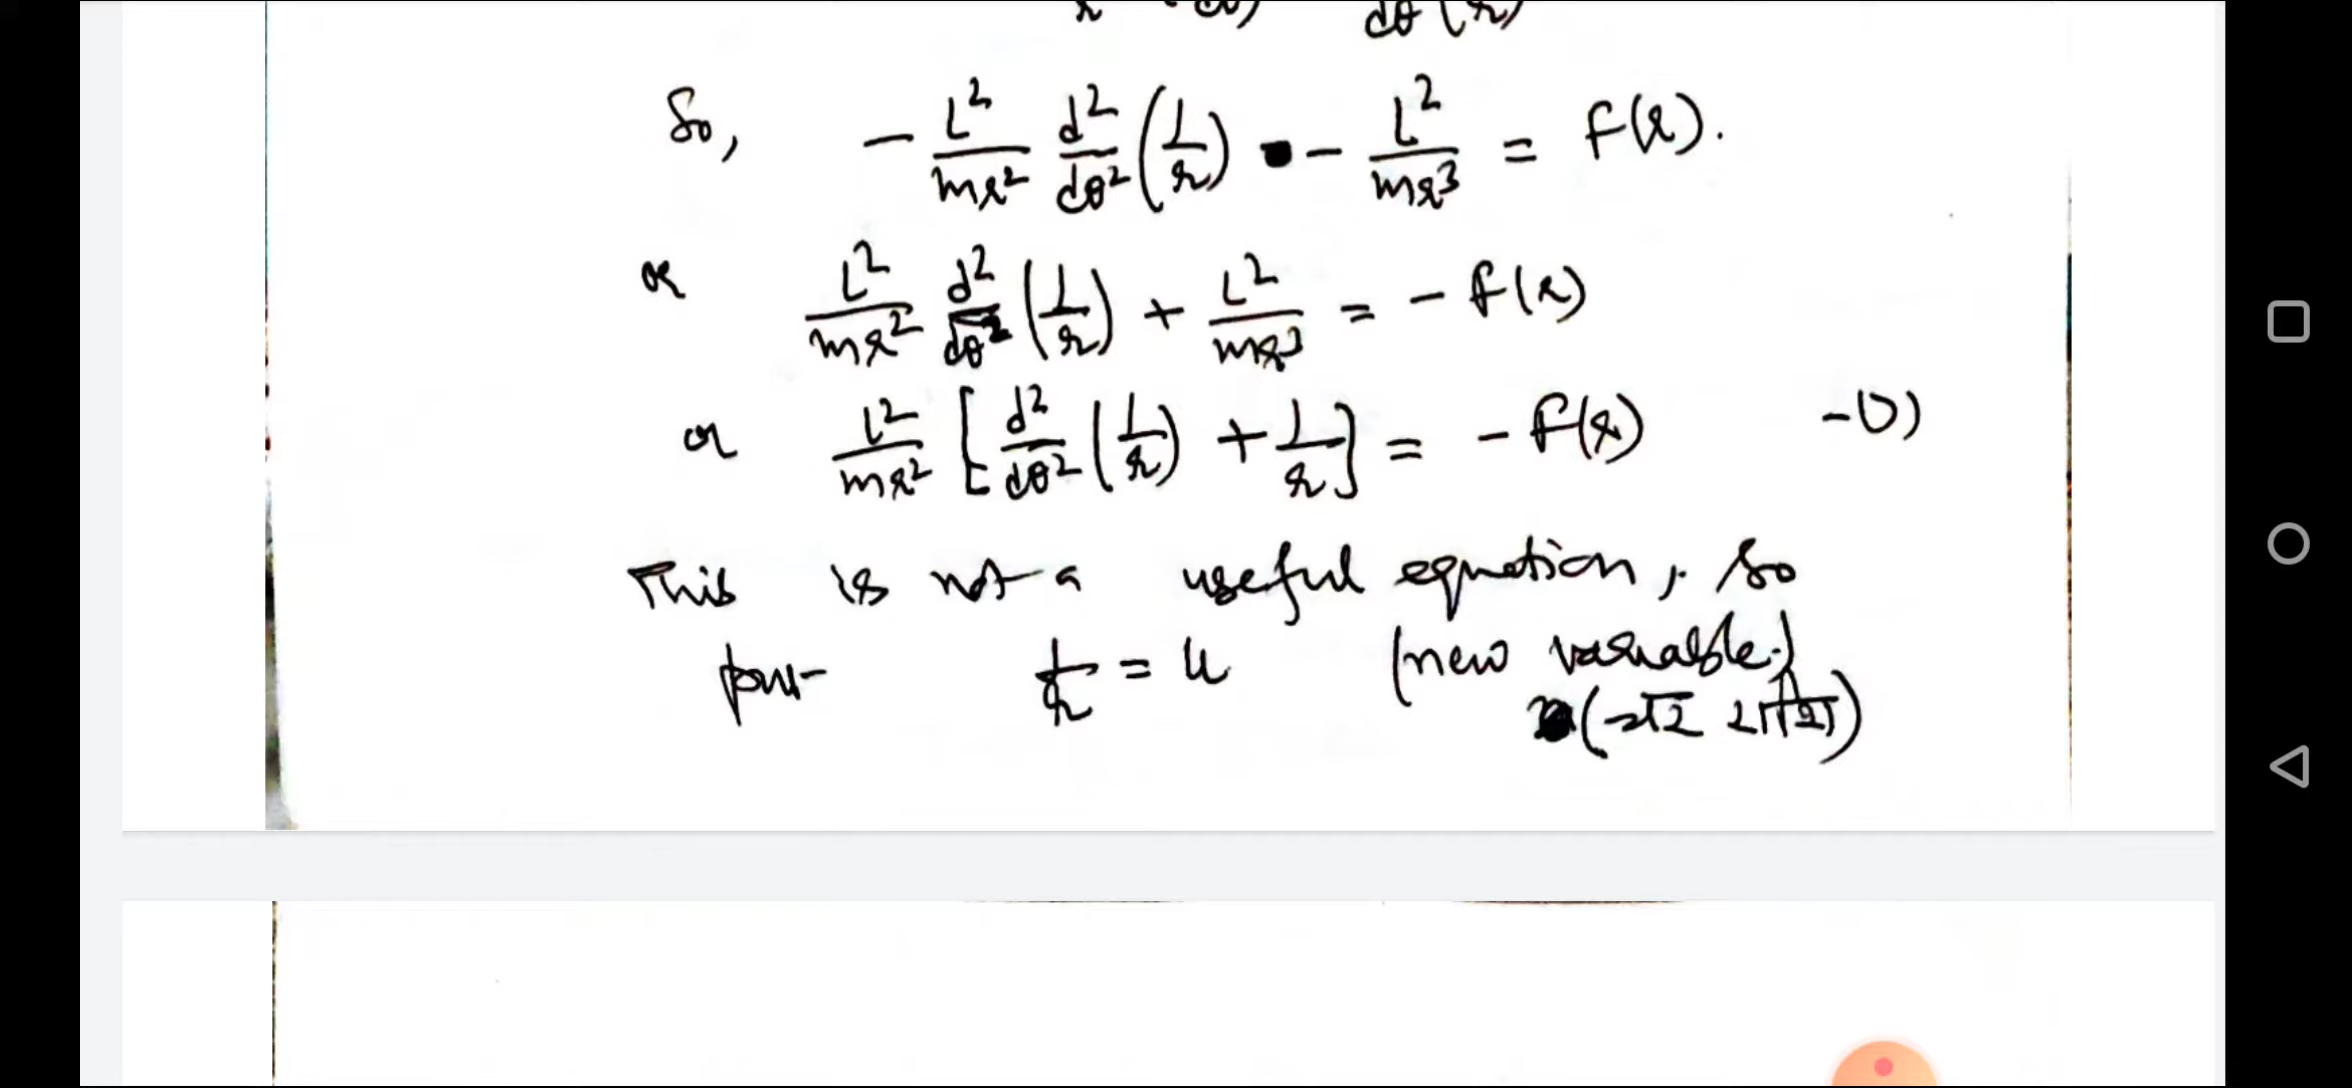 So, - L²/mr² d²/dθ² (1/r) - L²/mr³ = f(r).
or L²/mr² d²/dθ² (1/r) + L²/mr³ = - f(r)
or L²/mr² [d²/dθ² (1/r) + 1/r] = - f(r) -(1)
This is not a useful equation, so
put 1/r = u (new variable)